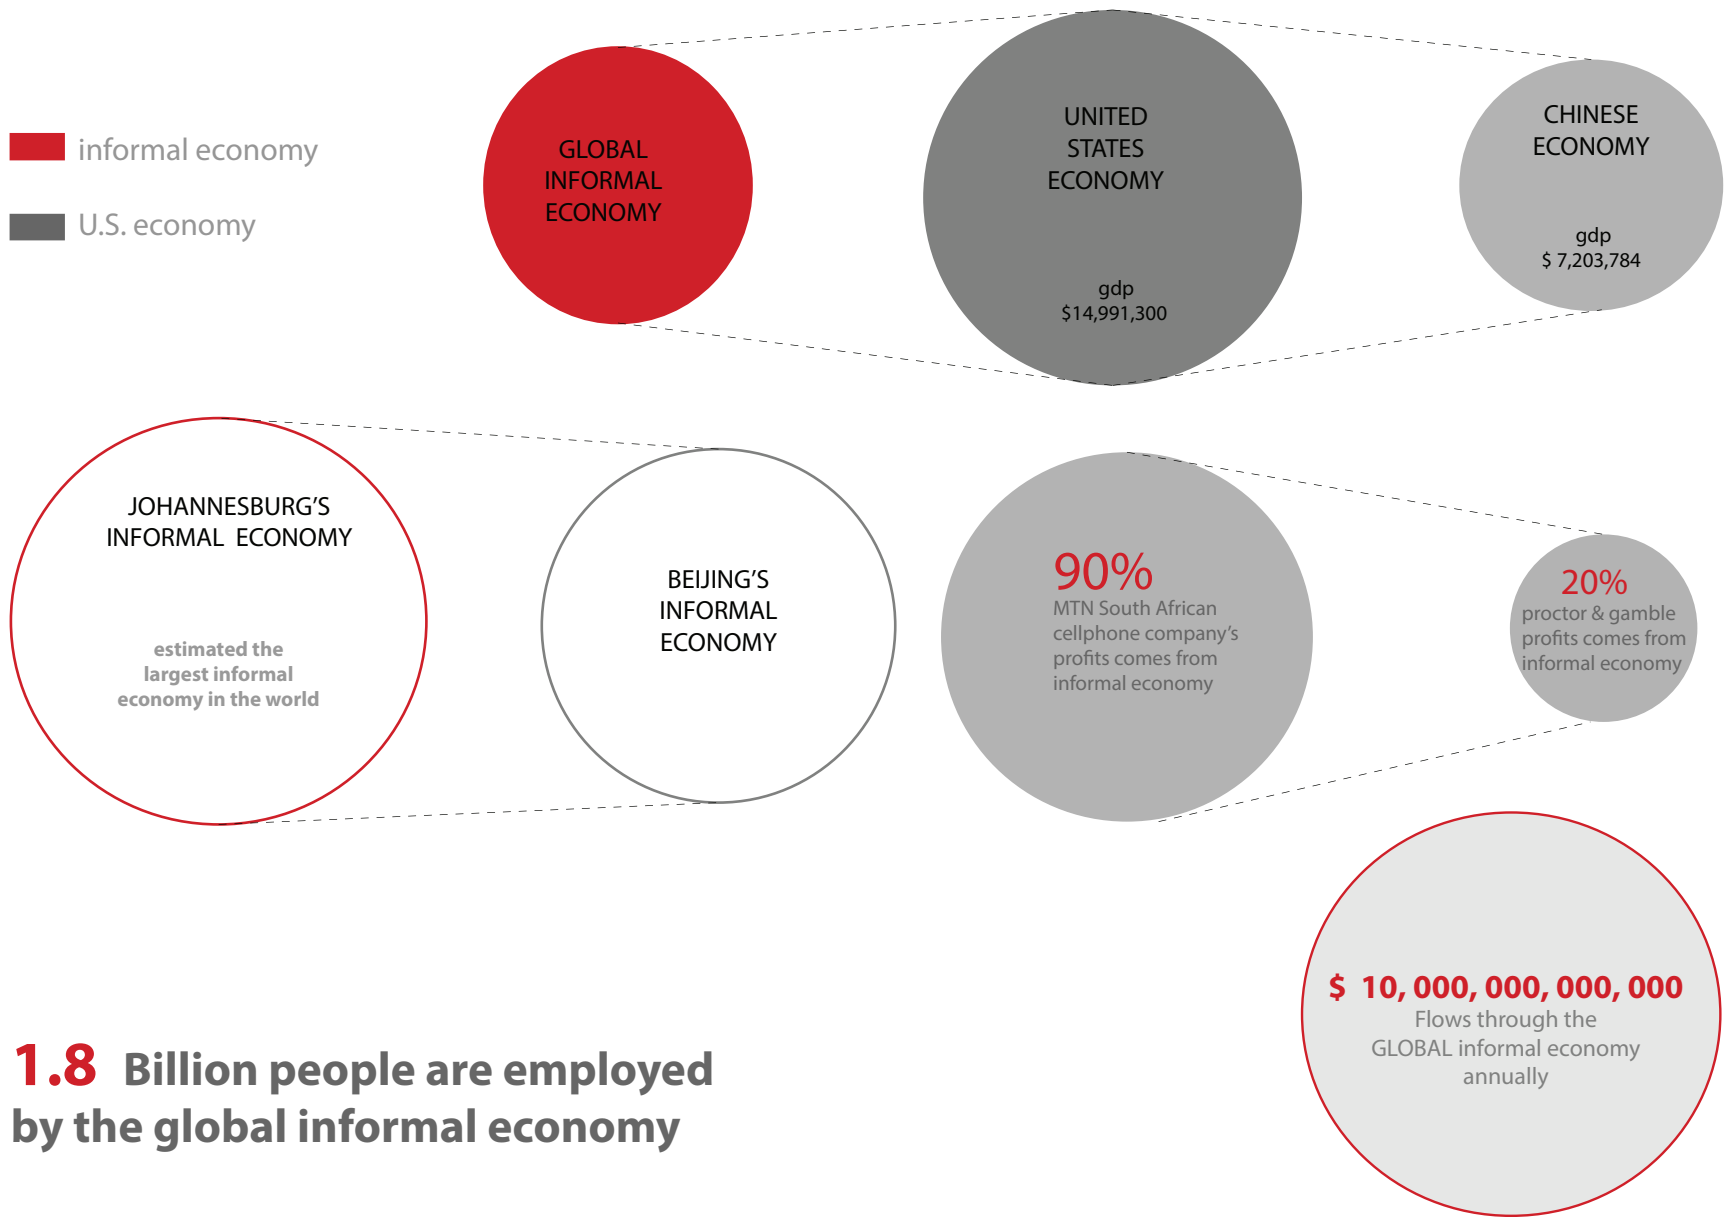 informal economy
U.S. economy
GLOBAL
INFORMAL
ECONOMY
UNITED
STATES
ECONOMY
gdp
$14,991,300
CHINESE
ECONOMY
gdp
$ 7,203,784
JOHANNESBURG’S
INFORMAL ECONOMY
estimated the
largest informal
economy in the world
BEIJING’S
INFORMAL
ECONOMY
90%
MTN South African
cellphone company’s
profits comes from
informal economy
20%
proctor & gamble
profits comes from
informal economy
$ 10, 000, 000, 000, 000
Flows through the
GLOBAL informal economy
annually
1.8 Billion people are employed
by the global informal economy